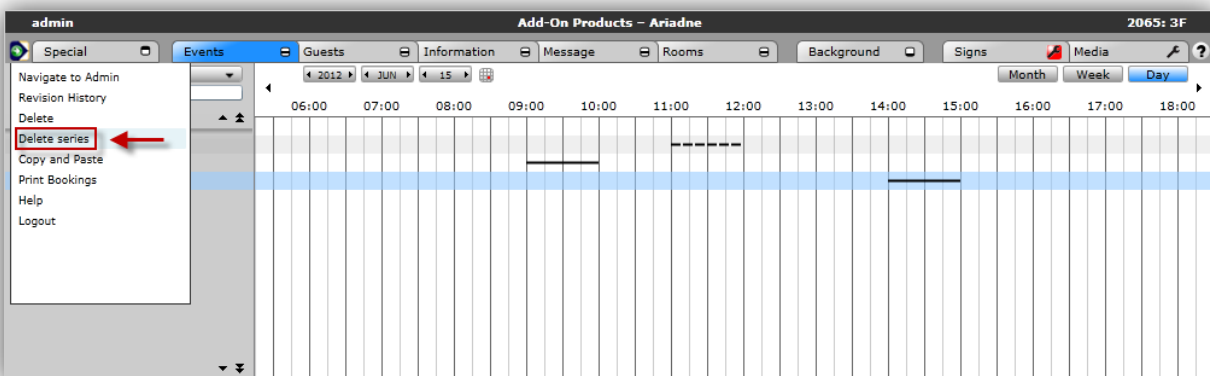 admin Add-On Products – Ariadne 2065: 3F
Special Events Guests Information Message Rooms Background Signs Media ?
Navigate to Admin 2012 JUN 15 Month Week Day
Revision History
06:00 07:00 08:00 09:00 10:00 11:00 12:00 13:00 14:00 15:00 16:00 17:00 18:00
Delete
Delete series
Copy and Paste
Print Bookings
Help
Logout